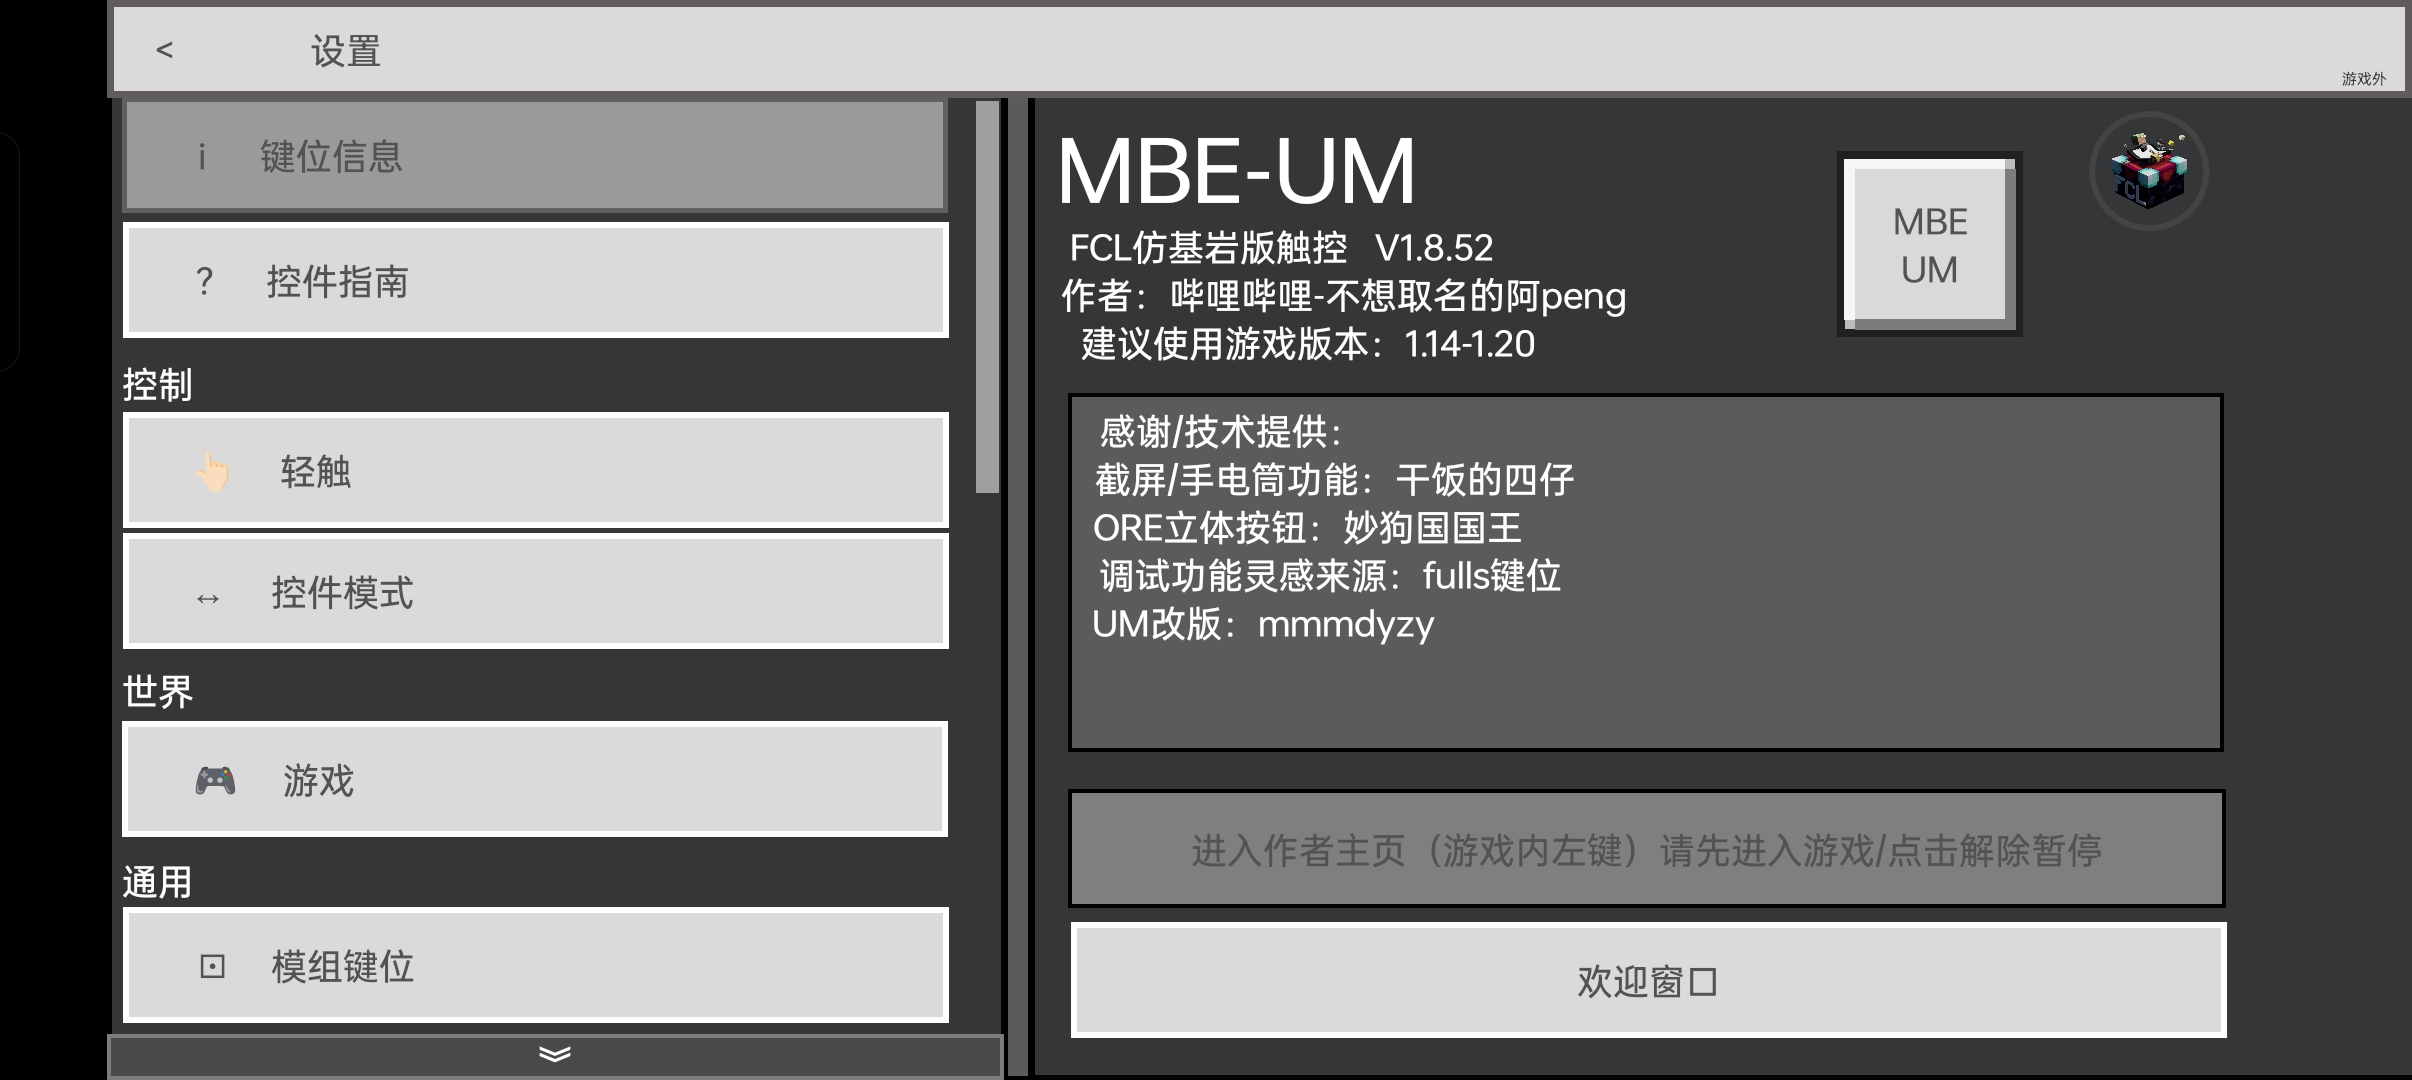 < 设置
游戏外
i 键位信息
? 控件指南
控制
👆🏻 轻触
↔ 控件模式
世界
🎮 游戏
通用
⊡ 模组键位
MBE-UM
FCL仿基岩版触控 V1.8.52
作者：哔哩哔哩-不想取名的阿peng
建议使用游戏版本：1.14-1.20
MBE
UM
FCL
感谢/技术提供：
截屏/手电筒功能：干饭的四仔
ORE立体按钮：妙狗国国王
调试功能灵感来源：fulls键位
UM改版：mmmdyzy
进入作者主页（游戏内左键）请先进入游戏/点击解除暂停
欢迎窗口